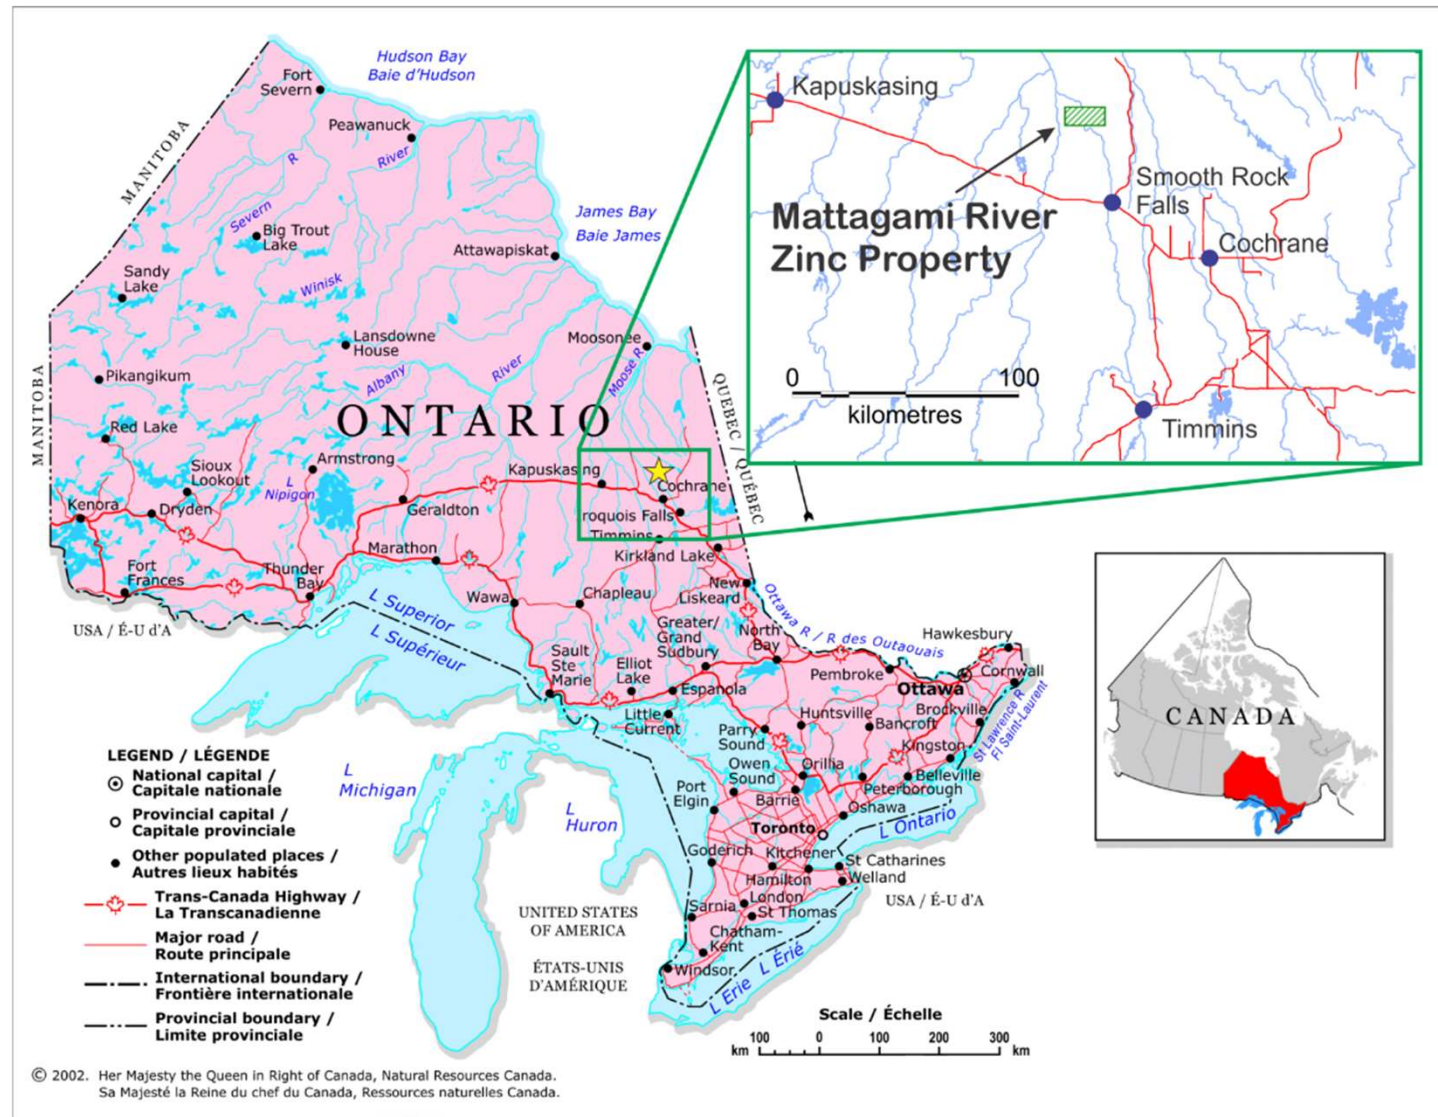 Hudson Bay
Baie d'Hudson
Fort
Severn
Peawanuck
MANITOBA
R
River
Severn
Big Trout
Lake
James Bay
Baie James
Attawapiskat
Sandy
Lake
Winisk
Lansdowne
House
Moosonee
Pikangikum
Albany
River
Moose R
MANITOBA
QUEBEC / QUÉBEC
ONTARIO
Red Lake
Armstrong
Sioux
Lookout
L
Nipigon
Kapuskasing
Cochrane
Kenora
Dryden
Geraldton
roquois Falls
Timmins
Kirkland Lake
Marathon
Fort
Frances
Thunder
Bay
Wawa
Chapleau
New
Liskeard
USA / É-U d'A
L Superior
L Supérieur
Ottawa R / R des Outaouais
Greater/
Grand
Sudbury
North
Bay
Hawkesbury
Sault
Ste
Marie
Elliot
Lake
Espanola
Pembroke
Ottawa
Cornwall
Little
Current
Huntsville
Bancroft
Brockville
St Lawrence R
Fl Saint-Laurent
Parry
Sound
Kingston
Owen
Sound
Orillia
Belleville
Peterborough
Port
Elgin
Barrie
Oshawa
L
Michigan
L
Huron
Toronto
L Ontario
Goderich
Kitchener
St Catharines
Hamilton
Welland
London
Sarnia
St Thomas
USA / É-U d'A
UNITED STATES
OF AMERICA
Chatham-
Kent
ÉTATS-UNIS
D'AMÉRIQUE
Windsor
L Erie L Érié
Kapuskasing
Smooth Rock
Falls
Mattagami River
Zinc Property
Cochrane
0 100
kilometres
Timmins
CANADA
LEGEND / LÉGENDE
National capital /
Capitale nationale
Provincial capital /
Capitale provinciale
Other populated places /
Autres lieux habités
Trans-Canada Highway /
La Transcanadienne
Major road /
Route principale
International boundary /
Frontière internationale
Provincial boundary /
Limite provinciale
Scale / Échelle
100 0 100 200 300
km km
© 2002. Her Majesty the Queen in Right of Canada, Natural Resources Canada.
Sa Majesté la Reine du chef du Canada, Ressources naturelles Canada.